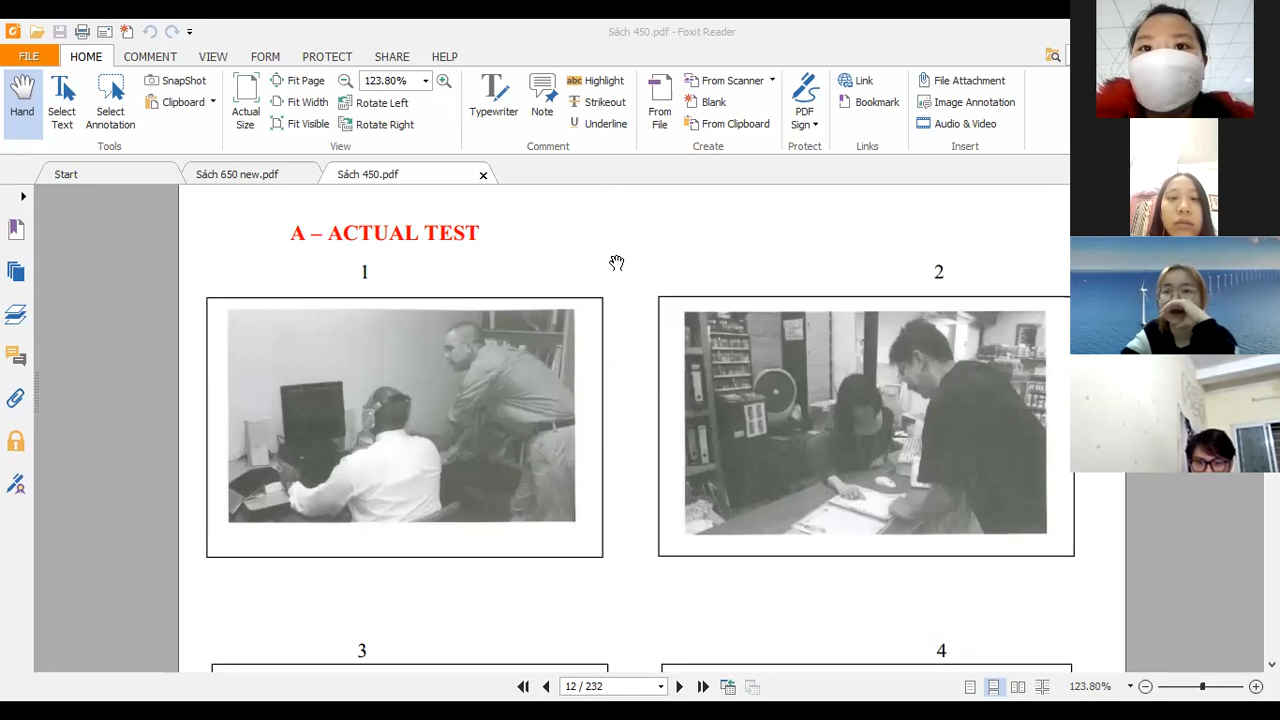 Sách 450.pdf - Foxit Reader
FILE HOME COMMENT VIEW FORM PROTECT SHARE HELP
Hand
Select Text
Select Annotation
SnapShot
Clipboard
Tools
Actual Size
Fit Page
Fit Width
Fit Visible
123.80%
Rotate Left
Rotate Right
View
Typewriter
Note
abc Highlight
Strikeout
Underline
Comment
From File
From Scanner
Blank
From Clipboard
Create
PDF Sign
Protect
Link
Bookmark
Links
File Attachment
Image Annotation
Audio & Video
Insert
Start Sách 650 new.pdf Sách 450.pdf
A – ACTUAL TEST
1 2
3 4
12 / 232 123.80%